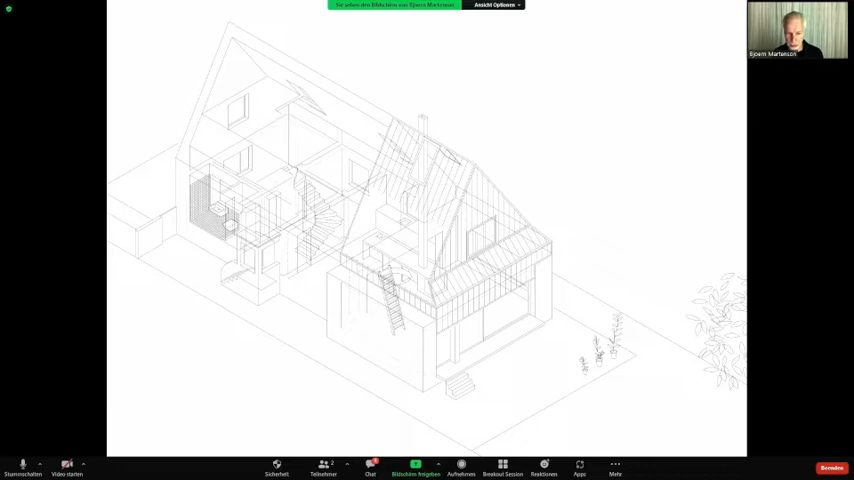 Sie sehen den Bildschirm von Bjoern Martenson
Ansicht Optionen
Bjoern Martenson
Stummschalten
Video starten
Sicherheit
2
Teilnehmer
Chat
Bildschirm freigeben
Aufnehmen
Breakout Session
Reaktionen
Apps
Mehr
Beenden